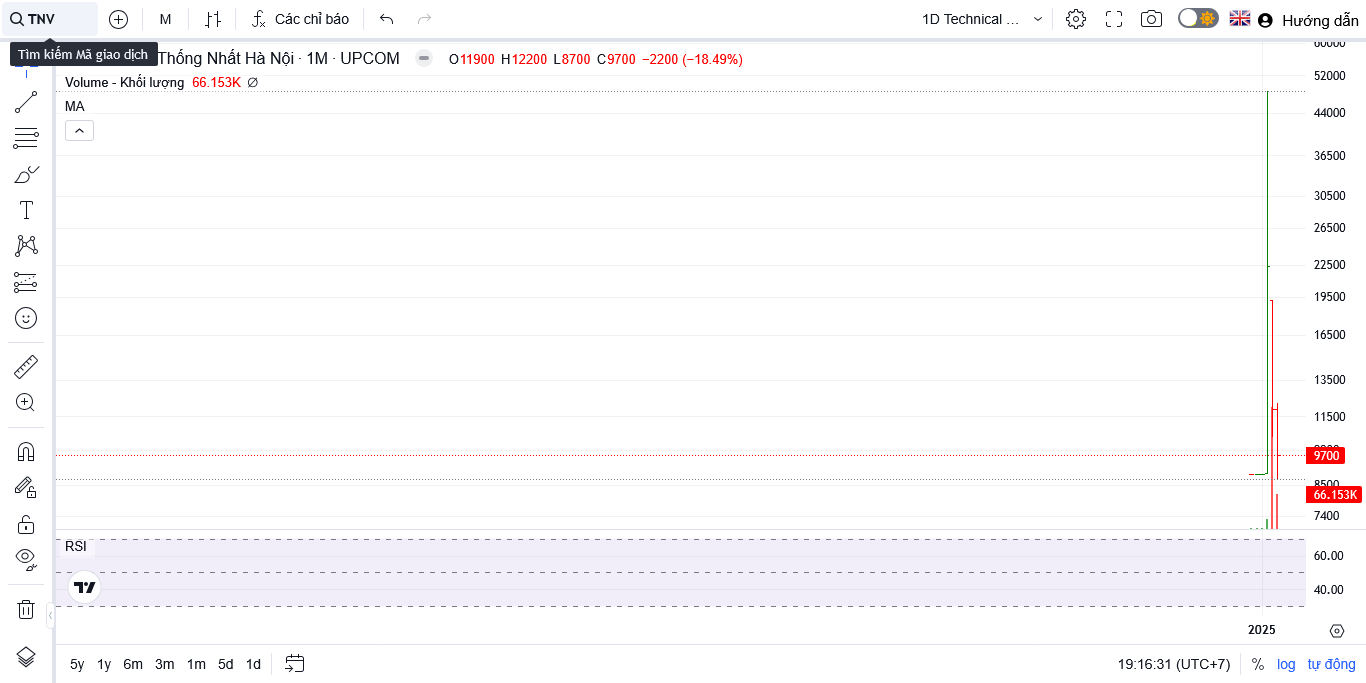 TNV
M
Các chỉ báo
1D Technical ...
Hướng dẫn
Tìm kiếm Mã giao dịch
Thống Nhất Hà Nội · 1M · UPCOM
O11900 H12200 L8700 C9700 −2200 (−18.49%)
Volume - Khối lượng 66.153K ∅
MA
60000
52000
44000
36500
30500
26500
22500
19500
16500
13500
11500
9700
8500
66.153K
7400
RSI
60.00
40.00
2025
5y 1y 6m 3m 1m 5d 1d
19:16:31 (UTC+7)
% log tự động